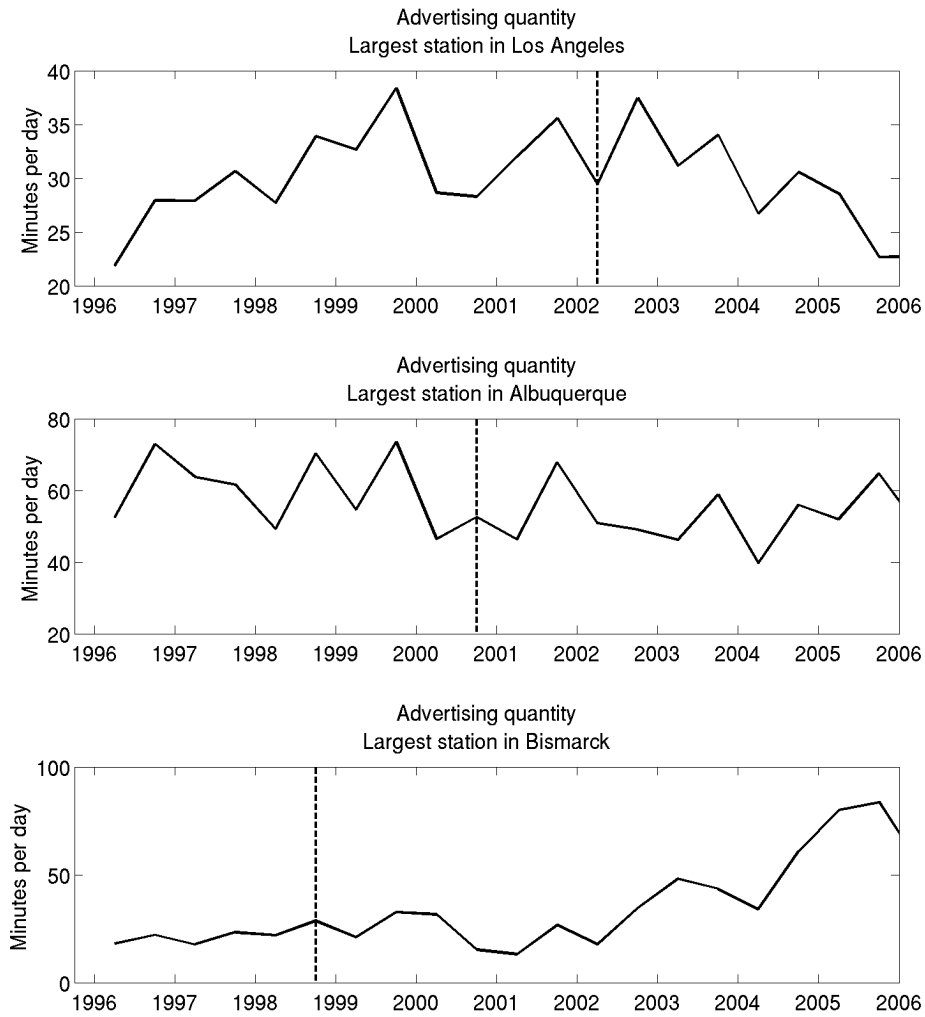 Advertising quantity
Largest station in Los Angeles
Minutes per day
40
35
30
25
20
1996 1997 1998 1999 2000 2001 2002 2003 2004 2005 2006
Advertising quantity
Largest station in Albuquerque
Minutes per day
80
60
40
20
1996 1997 1998 1999 2000 2001 2002 2003 2004 2005 2006
Advertising quantity
Largest station in Bismarck
Minutes per day
100
50
0
1996 1997 1998 1999 2000 2001 2002 2003 2004 2005 2006